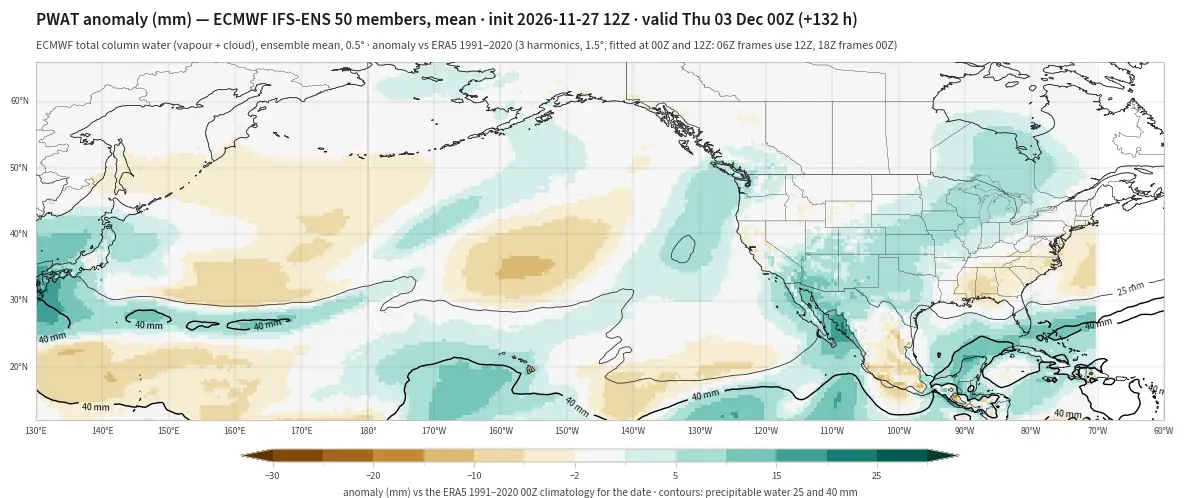 PWAT anomaly (mm) — ECMWF IFS-ENS 50 members, mean · init 2026-11-27 12Z · valid Thu 03 Dec 00Z (+132 h)
ECMWF total column water (vapour + cloud), ensemble mean, 0.5° · anomaly vs ERA5 1991–2020 (3 harmonics, 1.5°, fitted at 00Z and 12Z: 06Z frames use 12Z, 18Z frames 00Z)
60°N
50°N
40°N
30°N
20°N
25 mm
40 mm
40 mm
40 mm
40 mm
40 mm
40 mm
40 mm
40 mm
130°E 140°E 150°E 160°E 170°E 180° 170°W 160°W 150°W 140°W 130°W 120°W 110°W 100°W 90°W 80°W 70°W 60°W
−30 −20 −10 −2 5 15 25
anomaly (mm) vs the ERA5 1991–2020 00Z climatology for the date · contours: precipitable water 25 and 40 mm